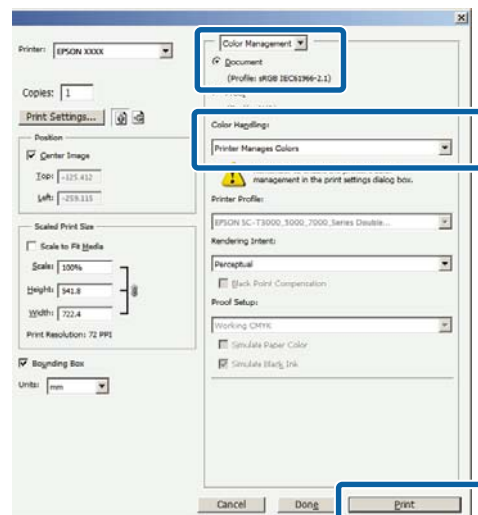 Printer: EPSON XXXX
Copies: 1
Print Settings...
Position
Center Image
Top: -125.412
Left: -259.115
Scaled Print Size
Scale to Fit Media
Scale: 100%
Height: 541.8
Width: 722.4
Print Resolution: 72 PPI
Bounding Box
Units: mm
Color Management
Document
(Profile: sRGB IEC61966-2.1)
Color Handling:
Printer Manages Colors
management in the print settings dialog box.
Printer Profile:
EPSON SC-T3000_5000_7000_Series Double...
Rendering Intent:
Perceptual
Black Point Compensation
Proof Setup:
Working CMYK
Simulate Paper Color
Simulate Black Ink
Cancel
Done
Print